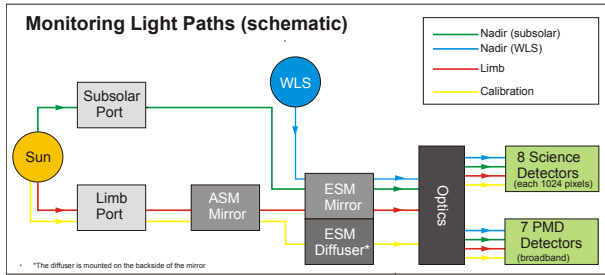 Monitoring Light Paths (schematic)
Nadir (subsolar)
Nadir (WLS)
Limb
Calibration
WLS
Subsolar
Port
Sun
Limb
Port
ASM
Mirror
ESM
Mirror
ESM
Diffuser*
Optics
8 Science
Detectors
(each 1024 pixels)
7 PMD
Detectors
(broadband)
*The diffuser is mounted on the backside of the mirror